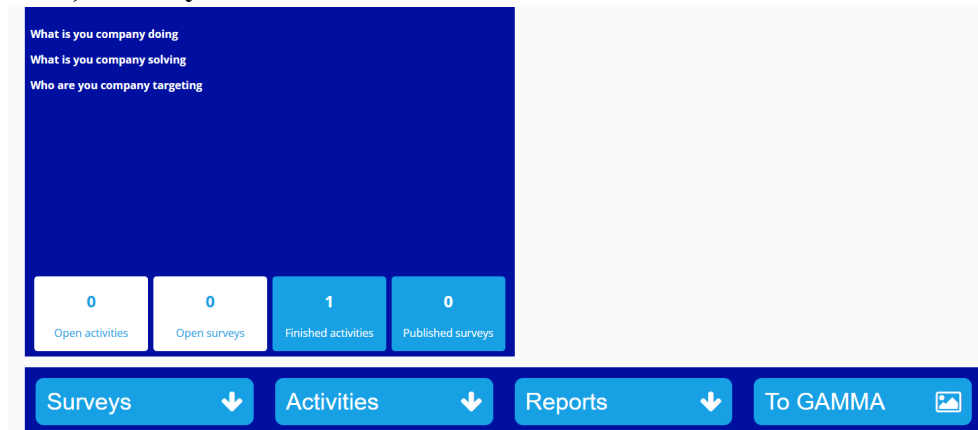 What is you company doing
What is you company solving
Who are you company targeting
0 0 1 0
Open activities Open surveys Finished activities Published surveys
Surveys Activities Reports To GAMMA